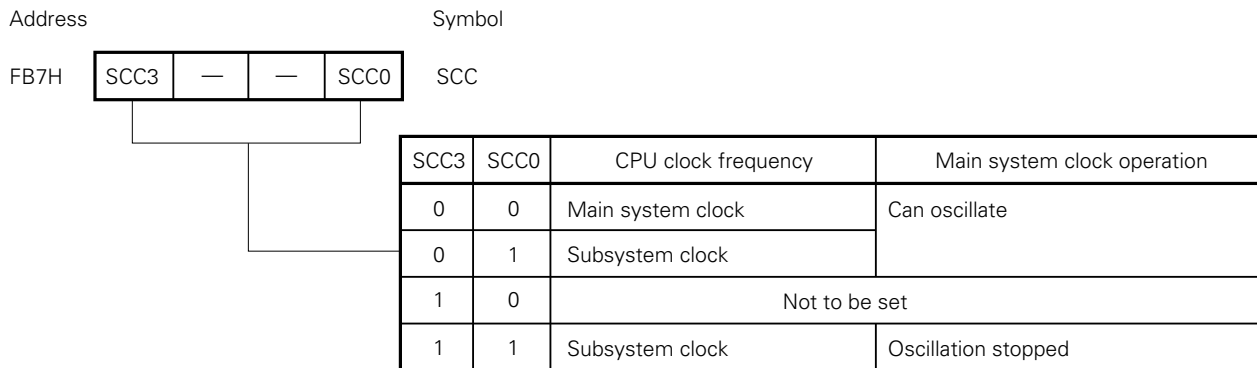 Address Symbol
FB7H SCC3 — — SCC0 SCC
SCC3 SCC0 CPU clock frequency Main system clock operation
0 0 Main system clock Can oscillate
0 1 Subsystem clock
1 0 Not to be set
1 1 Subsystem clock Oscillation stopped